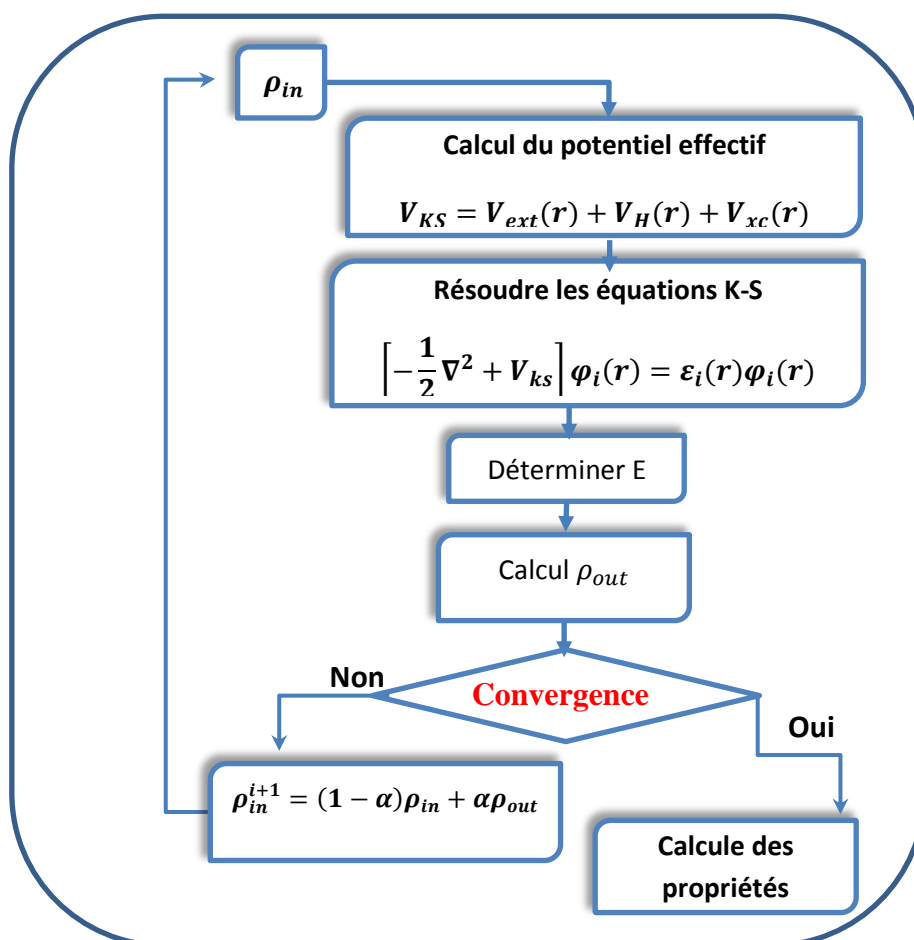 ρ_in
Calcul du potentiel effectif
V_KS = V_ext(r) + V_H(r) + V_xc(r)
Résoudre les équations K-S
[−1/2 ∇² + V_ks] φ_i(r) = ε_i(r)φ_i(r)
Déterminer E
Calcul ρ_out
Convergence
Non
Oui
ρ_in^{i+1} = (1 − α)ρ_in + αρ_out
Calcule des
propriétés